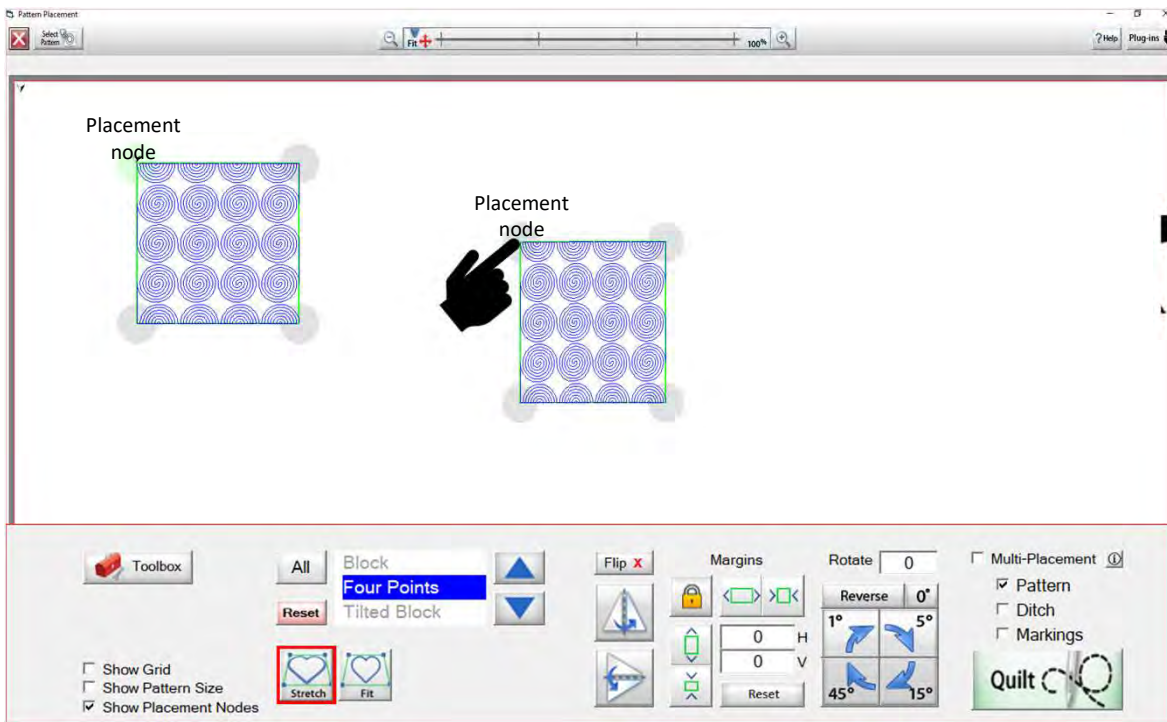 Pattern Placement
Select
Pattern
Fit
100%
? Help
Plug-ins
Placement
node
Placement
node
Toolbox
All
Reset
Block
Four Points
Tilted Block
Stretch
Fit
Show Grid
Show Pattern Size
Show Placement Nodes
Flip X
Margins
0 H
0 V
Reset
Rotate 0
Reverse 0°
1° 5°
45° 15°
Multi-Placement
Pattern
Ditch
Markings
Quilt